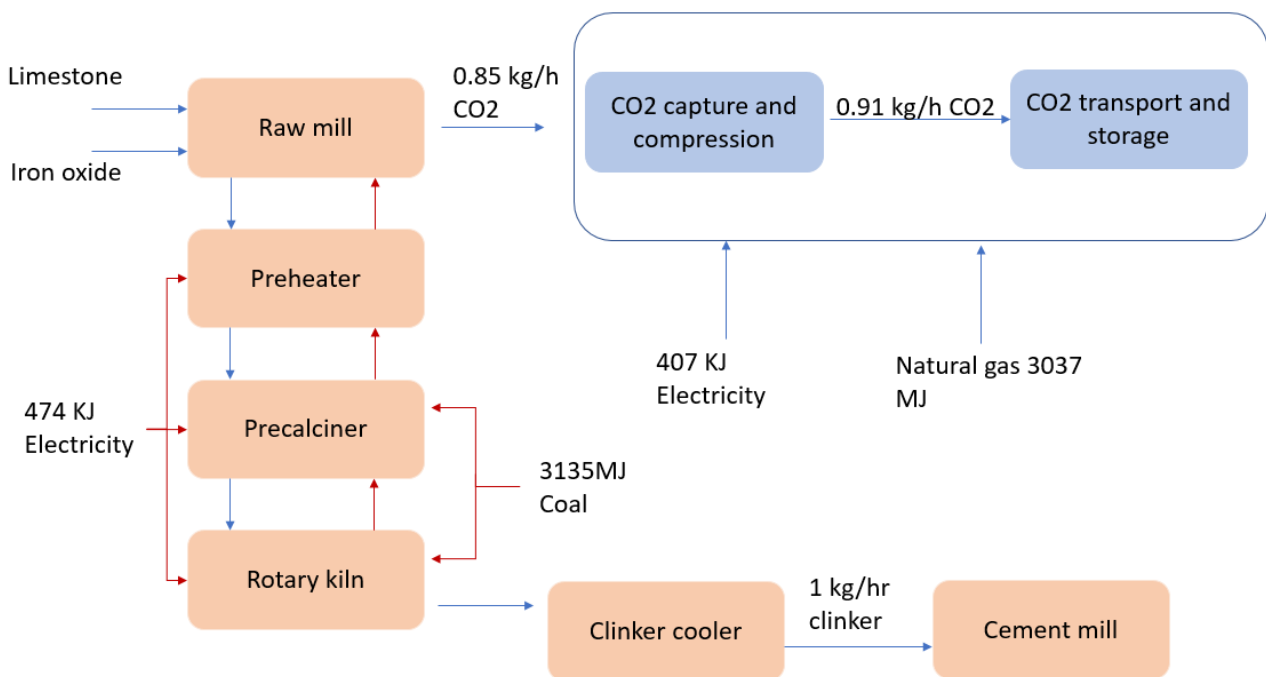 Limestone
Iron oxide
Raw mill
0.85 kg/h
CO2
CO2 capture and
compression
0.91 kg/h CO2
CO2 transport and
storage
Preheater
407 KJ
Electricity
Natural gas 3037
MJ
474 KJ
Electricity
Precalciner
3135MJ
Coal
Rotary kiln
Clinker cooler
1 kg/hr
clinker
Cement mill